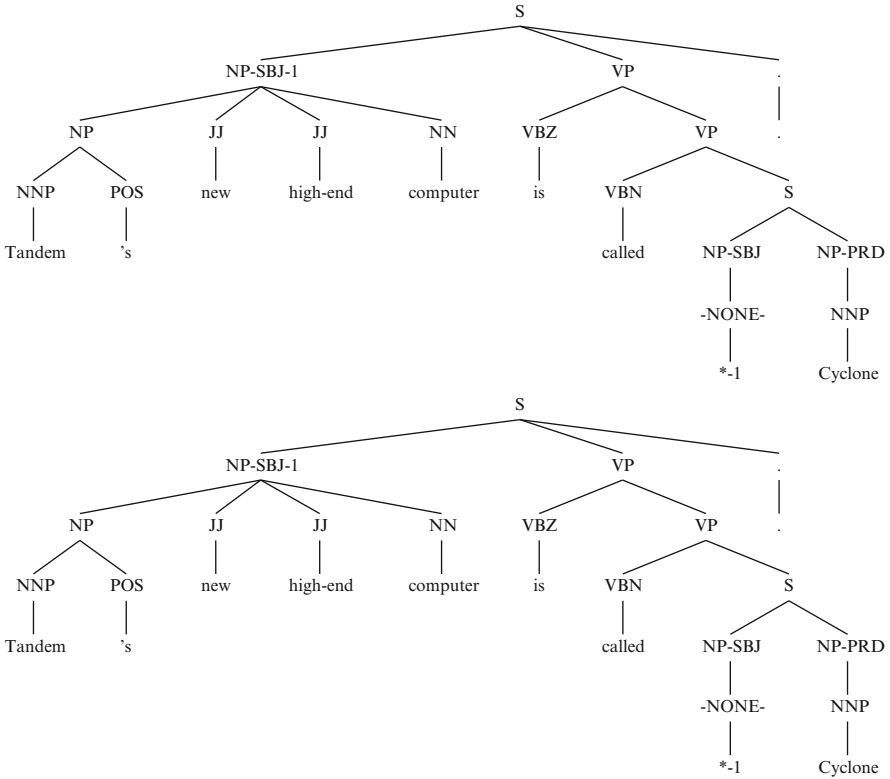 S
NP-SBJ-1 VP .
NP JJ JJ NN VBZ VP .
NNP POS new high-end computer is VBN S
Tandem 's called NP-SBJ NP-PRD
-NONE- NNP
*-1 Cyclone
S
NP-SBJ-1 VP .
NP JJ JJ NN VBZ VP .
NNP POS new high-end computer is VBN S
Tandem 's called NP-SBJ NP-PRD
-NONE- NNP
*-1 Cyclone